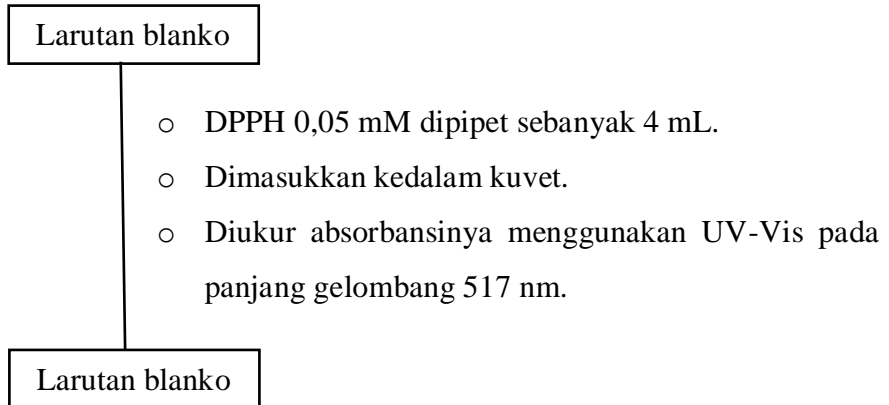 Larutan blanko
o DPPH 0,05 mM dipipet sebanyak 4 mL.
o Dimasukkan kedalam kuvet.
o Diukur absorbansinya menggunakan UV-Vis pada
panjang gelombang 517 nm.
Larutan blanko